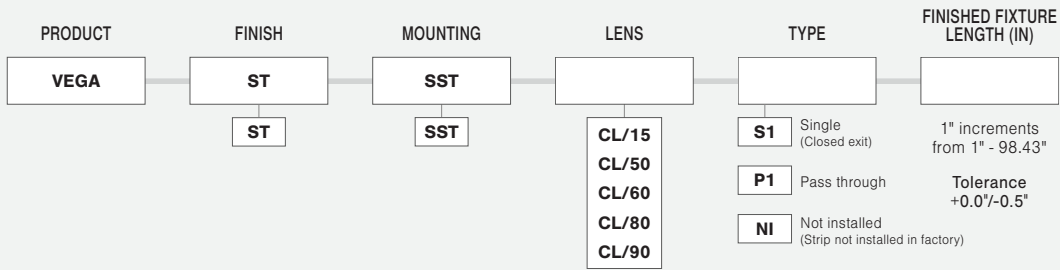 PRODUCT
FINISH
MOUNTING
LENS
TYPE
FINISHED FIXTURE
LENGTH (IN)
VEGA
ST
SST
ST
SST
CL/15
CL/50
CL/60
CL/80
CL/90
S1
Single
(Closed exit)
P1
Pass through
NI
Not installed
(Strip not installed in factory)
1" increments
from 1" - 98.43"
Tolerance
+0.0"/-0.5"